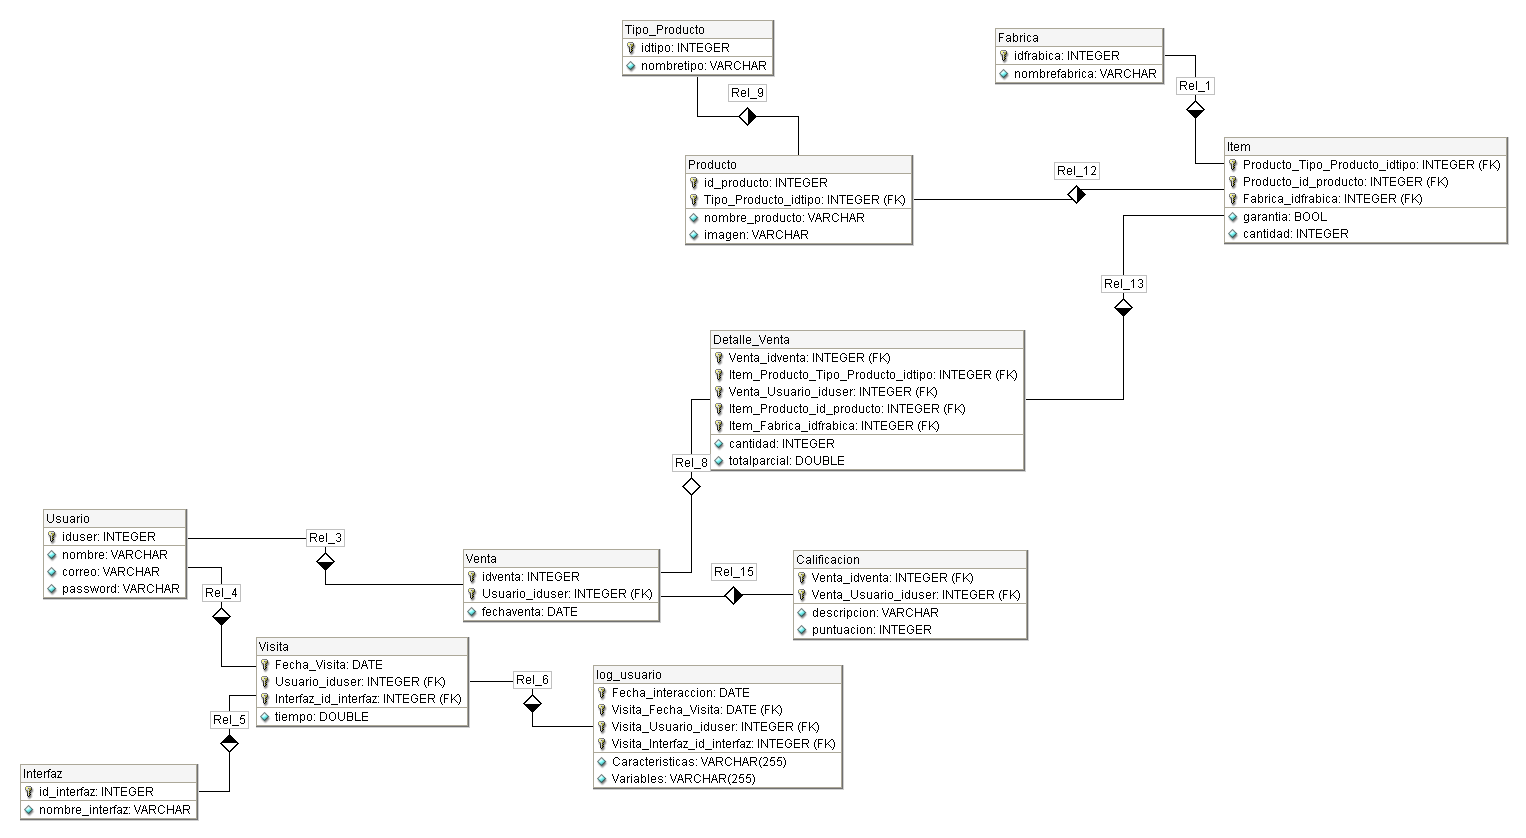 Tipo_Producto
idtipo: INTEGER
nombretipo: VARCHAR
Fabrica
idfrabica: INTEGER
nombrefabrica: VARCHAR
Rel_9
Rel_1
Producto
id_producto: INTEGER
Tipo_Producto_idtipo: INTEGER (FK)
nombre_producto: VARCHAR
imagen: VARCHAR
Rel_12
Item
Producto_Tipo_Producto_idtipo: INTEGER (FK)
Producto_id_producto: INTEGER (FK)
Fabrica_idfrabica: INTEGER (FK)
garantia: BOOL
cantidad: INTEGER
Rel_13
Detalle_Venta
Venta_idventa: INTEGER (FK)
Item_Producto_Tipo_Producto_idtipo: INTEGER (FK)
Venta_Usuario_iduser: INTEGER (FK)
Item_Producto_id_producto: INTEGER (FK)
Item_Fabrica_idfrabica: INTEGER (FK)
cantidad: INTEGER
totalparcial: DOUBLE
Rel_8
Usuario
iduser: INTEGER
nombre: VARCHAR
correo: VARCHAR
password: VARCHAR
Rel_3
Venta
idventa: INTEGER
Usuario_iduser: INTEGER (FK)
fechaventa: DATE
Rel_15
Calificacion
Venta_idventa: INTEGER (FK)
Venta_Usuario_iduser: INTEGER (FK)
descripcion: VARCHAR
puntuacion: INTEGER
Rel_4
Visita
Fecha_Visita: DATE
Usuario_iduser: INTEGER (FK)
Interfaz_id_interfaz: INTEGER (FK)
tiempo: DOUBLE
Rel_6
log_usuario
Fecha_interaccion: DATE
Visita_Fecha_Visita: DATE (FK)
Visita_Usuario_iduser: INTEGER (FK)
Visita_Interfaz_id_interfaz: INTEGER (FK)
Caracteristicas: VARCHAR(255)
Variables: VARCHAR(255)
Rel_5
Interfaz
id_interfaz: INTEGER
nombre_interfaz: VARCHAR